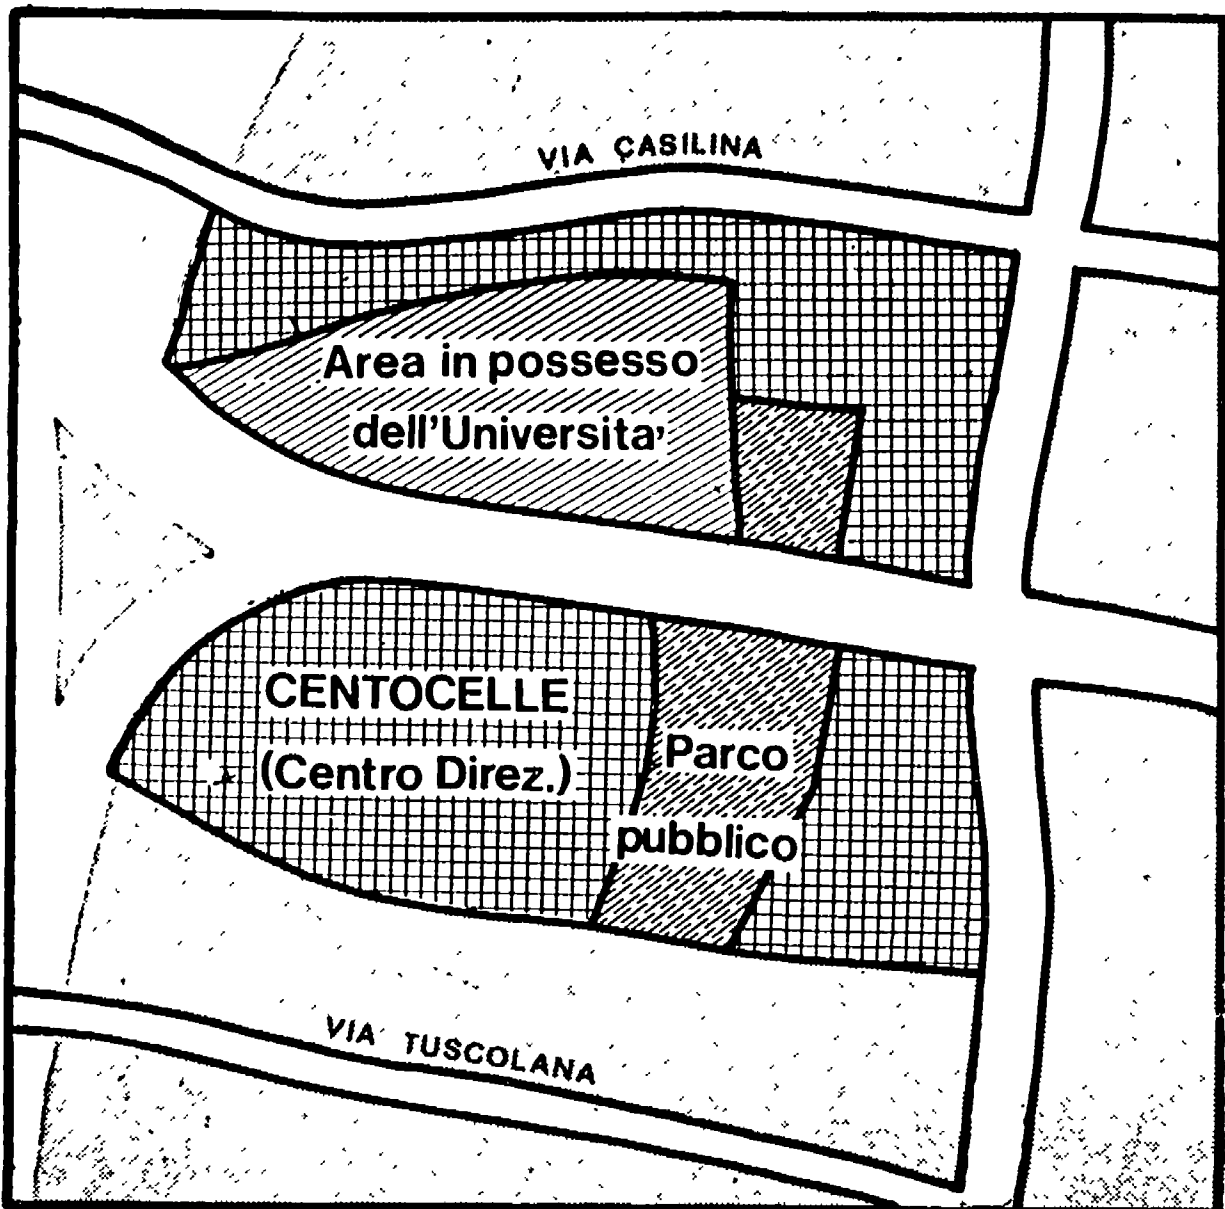 VIA CASILINA
Area in possesso
dell'Universita'
CENTOCELLE
(Centro Direz.)
Parco
pubblico
VIA TUSCOLANA